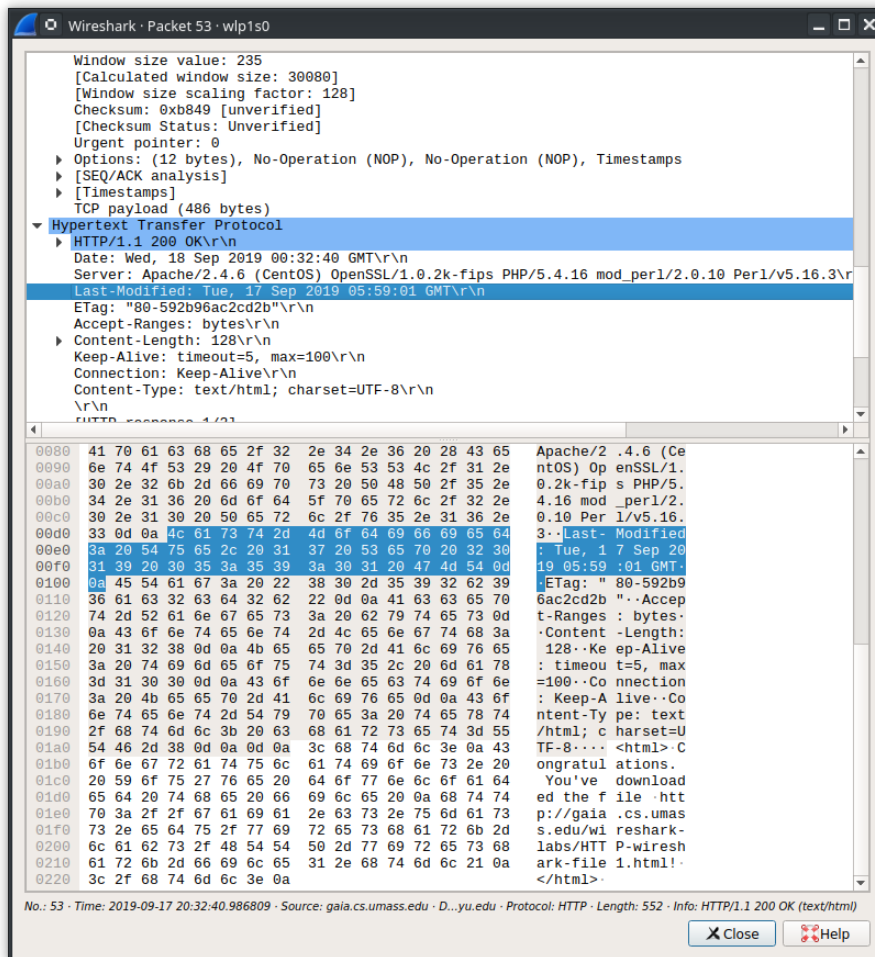 Wireshark · Packet 53 · wlp1s0
Window size value: 235
[Calculated window size: 30080]
[Window size scaling factor: 128]
Checksum: 0xb849 [unverified]
[Checksum Status: Unverified]
Urgent pointer: 0
Options: (12 bytes), No-Operation (NOP), No-Operation (NOP), Timestamps
[SEQ/ACK analysis]
[Timestamps]
TCP payload (486 bytes)
Hypertext Transfer Protocol
HTTP/1.1 200 OK\r\n
Date: Wed, 18 Sep 2019 00:32:40 GMT\r\n
Server: Apache/2.4.6 (CentOS) OpenSSL/1.0.2k-fips PHP/5.4.16 mod_perl/2.0.10 Perl/v5.16.3\r
Last-Modified: Tue, 17 Sep 2019 05:59:01 GMT\r\n
ETag: "80-592b96ac2cd2b"\r\n
Accept-Ranges: bytes\r\n
Content-Length: 128\r\n
Keep-Alive: timeout=5, max=100\r\n
Connection: Keep-Alive\r\n
Content-Type: text/html; charset=UTF-8\r\n
\r\n
[HTTP response 1/2]
0080 41 70 61 63 68 65 2f 32 2e 34 2e 36 20 28 43 65 Apache/2 .4.6 (Ce
0090 6e 74 4f 53 29 20 4f 70 65 6e 53 53 4c 2f 31 2e ntOS) Op enSSL/1.
00a0 30 2e 32 6b 2d 66 69 70 73 20 50 48 50 2f 35 2e 0.2k-fip s PHP/5.
00b0 34 2e 31 36 20 6d 6f 64 5f 70 65 72 6c 2f 32 2e 4.16 mod _perl/2.
00c0 30 2e 31 30 20 50 65 72 6c 2f 76 35 2e 31 36 2e 0.10 Per l/v5.16.
00d0 33 0d 0a 4c 61 73 74 2d 4d 6f 64 69 66 69 65 64 3··Last- Modified
00e0 3a 20 54 75 65 2c 20 31 37 20 53 65 70 20 32 30 : Tue, 1 7 Sep 20
00f0 31 39 20 30 35 3a 35 39 3a 30 31 20 47 4d 54 0d 19 05:59 :01 GMT·
0100 0a 45 54 61 67 3a 20 22 38 30 2d 35 39 32 62 39 ·ETag: " 80-592b9
0110 36 61 63 32 63 64 32 62 22 0d 0a 41 63 63 65 70 6ac2cd2b "··Accep
0120 74 2d 52 61 6e 67 65 73 3a 20 62 79 74 65 73 0d t-Ranges : bytes·
0130 0a 43 6f 6e 74 65 6e 74 2d 4c 65 6e 67 74 68 3a ·Content -Length:
0140 20 31 32 38 0d 0a 4b 65 65 70 2d 41 6c 69 76 65 128··Ke ep-Alive
0150 3a 20 74 69 6d 65 6f 75 74 3d 35 2c 20 6d 61 78 : timeou t=5, max
0160 3d 31 30 30 0d 0a 43 6f 6e 6e 65 63 74 69 6f 6e =100··Co nnection
0170 3a 20 4b 65 65 70 2d 41 6c 69 76 65 0d 0a 43 6f : Keep-A live··Co
0180 6e 74 65 6e 74 2d 54 79 70 65 3a 20 74 65 78 74 ntent-Ty pe: text
0190 2f 68 74 6d 6c 3b 20 63 68 61 72 73 65 74 3d 55 /html; c harset=U
01a0 54 46 2d 38 0d 0a 0d 0a 3c 68 74 6d 6c 3e 0a 43 TF-8···· <html>·C
01b0 6f 6e 67 72 61 74 75 6c 61 74 69 6f 6e 73 2e 20 ongratul ations.
01c0 20 59 6f 75 27 76 65 20 64 6f 77 6e 6c 6f 61 64 You've download
01d0 65 64 20 74 68 65 20 66 69 6c 65 20 0a 68 74 74 ed the f ile ·htt
01e0 70 3a 2f 2f 67 61 69 61 2e 63 73 2e 75 6d 61 73 p://gaia .cs.umas
01f0 73 2e 65 64 75 2f 77 69 72 65 73 68 61 72 6b 2d s.edu/wi reshark-
0200 6c 61 62 73 2f 48 54 54 50 2d 77 69 72 65 73 68 labs/HTT P-wiresh
0210 61 72 6b 2d 66 69 6c 65 31 2e 68 74 6d 6c 21 0a ark-file 1.html!·
0220 3c 2f 68 74 6d 6c 3e 0a </html>·
No.: 53 · Time: 2019-09-17 20:32:40.986809 · Source: gaia.cs.umass.edu · D...yu.edu · Protocol: HTTP · Length: 552 · Info: HTTP/1.1 200 OK (text/html)
Close
Help